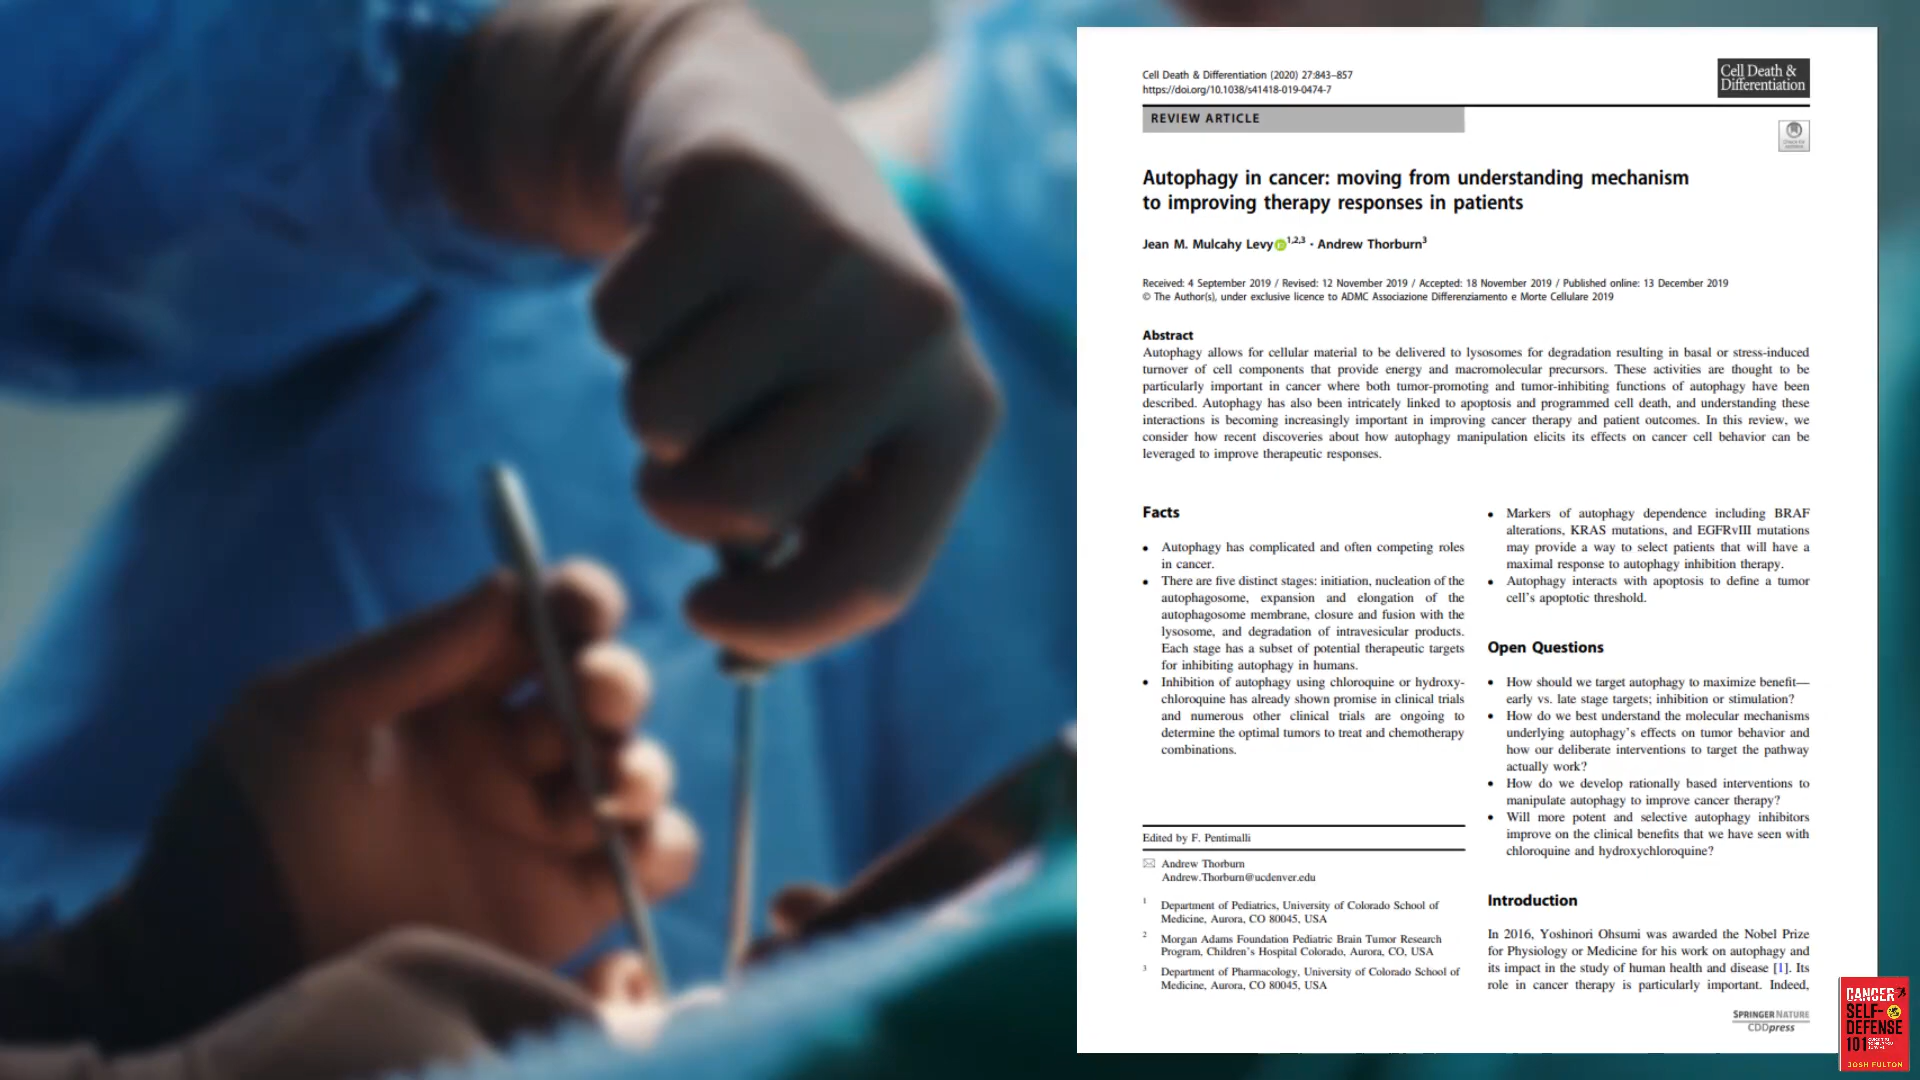 Cell Death & Differentiation (2020) 27:843–857
https://doi.org/10.1038/s41418-019-0474-7
Cell Death &
Differentiation
REVIEW ARTICLE
Check for
updates
Autophagy in cancer: moving from understanding mechanism
to improving therapy responses in patients
Jean M. Mulcahy Levy 1,2,3 · Andrew Thorburn3
Received: 4 September 2019 / Revised: 12 November 2019 / Accepted: 18 November 2019 / Published online: 13 December 2019
© The Author(s), under exclusive licence to ADMC Associazione Differenziamento e Morte Cellulare 2019
Abstract
Autophagy allows for cellular material to be delivered to lysosomes for degradation resulting in basal or stress-induced
turnover of cell components that provide energy and macromolecular precursors. These activities are thought to be
particularly important in cancer where both tumor-promoting and tumor-inhibiting functions of autophagy have been
described. Autophagy has also been intricately linked to apoptosis and programmed cell death, and understanding these
interactions is becoming increasingly important in improving cancer therapy and patient outcomes. In this review, we
consider how recent discoveries about how autophagy manipulation elicits its effects on cancer cell behavior can be
leveraged to improve therapeutic responses.
Facts
• Autophagy has complicated and often competing roles
in cancer.
• There are five distinct stages: initiation, nucleation of the
autophagosome, expansion and elongation of the
autophagosome membrane, closure and fusion with the
lysosome, and degradation of intravesicular products.
Each stage has a subset of potential therapeutic targets
for inhibiting autophagy in humans.
• Inhibition of autophagy using chloroquine or hydroxy-
chloroquine has already shown promise in clinical trials
and numerous other clinical trials are ongoing to
determine the optimal tumors to treat and chemotherapy
combinations.
Edited by F. Pentimalli
Andrew Thorburn
Andrew.Thorburn@ucdenver.edu
1 Department of Pediatrics, University of Colorado School of
Medicine, Aurora, CO 80045, USA
2 Morgan Adams Foundation Pediatric Brain Tumor Research
Program, Children's Hospital Colorado, Aurora, CO, USA
3 Department of Pharmacology, University of Colorado School of
Medicine, Aurora, CO 80045, USA
• Markers of autophagy dependence including BRAF
alterations, KRAS mutations, and EGFRvIII mutations
may provide a way to select patients that will have a
maximal response to autophagy inhibition therapy.
• Autophagy interacts with apoptosis to define a tumor
cell's apoptotic threshold.
Open Questions
• How should we target autophagy to maximize benefit—
early vs. late stage targets; inhibition or stimulation?
• How do we best understand the molecular mechanisms
underlying autophagy's effects on tumor behavior and
how our deliberate interventions to target the pathway
actually work?
• How do we develop rationally based interventions to
manipulate autophagy to improve cancer therapy?
• Will more potent and selective autophagy inhibitors
improve on the clinical benefits that we have seen with
chloroquine and hydroxychloroquine?
Introduction
In 2016, Yoshinori Ohsumi was awarded the Nobel Prize
for Physiology or Medicine for his work on autophagy and
its impact in the study of human health and disease [1]. Its
role in cancer therapy is particularly important. Indeed,
SPRINGER NATURE
CDDpress
CANCER
SELF-
DEFENSE
101
JOSH FULTON